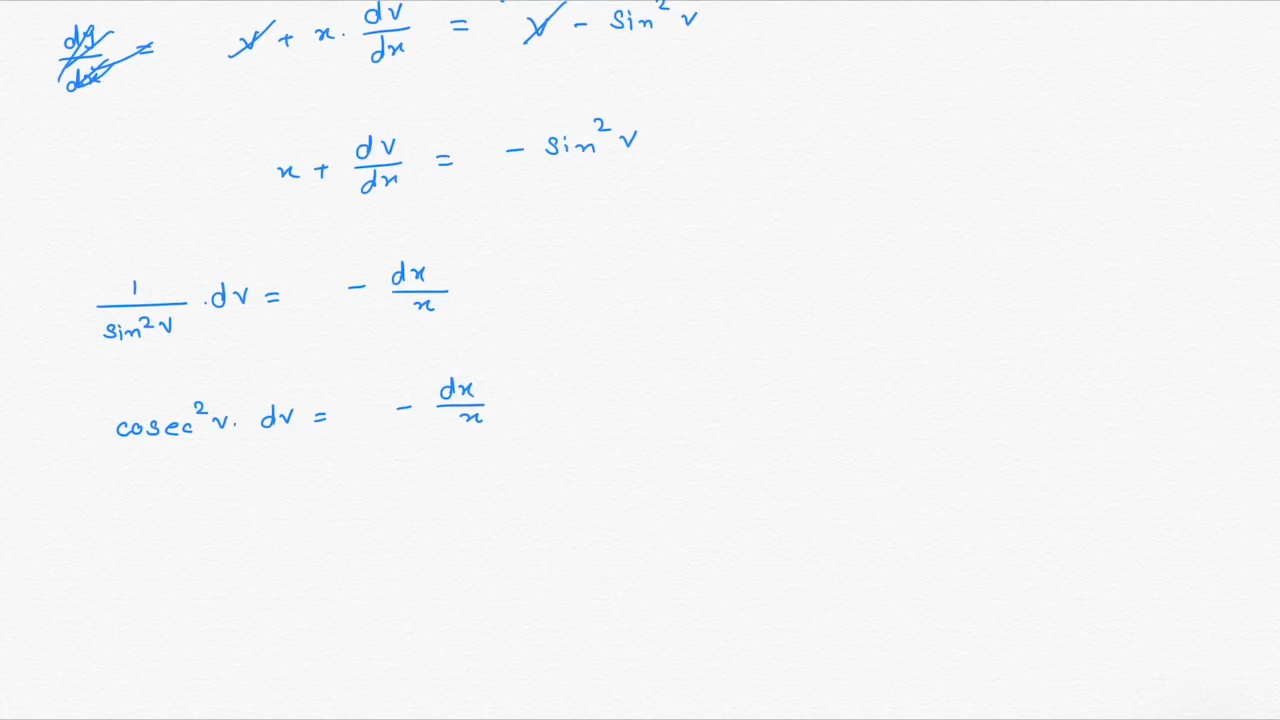 dy/dx = v + x · dv/dx = v - sin² v
x + dv/dx = - sin² v
1/sin² v . dv = - dx/x
cosec² v. dv = - dx/x